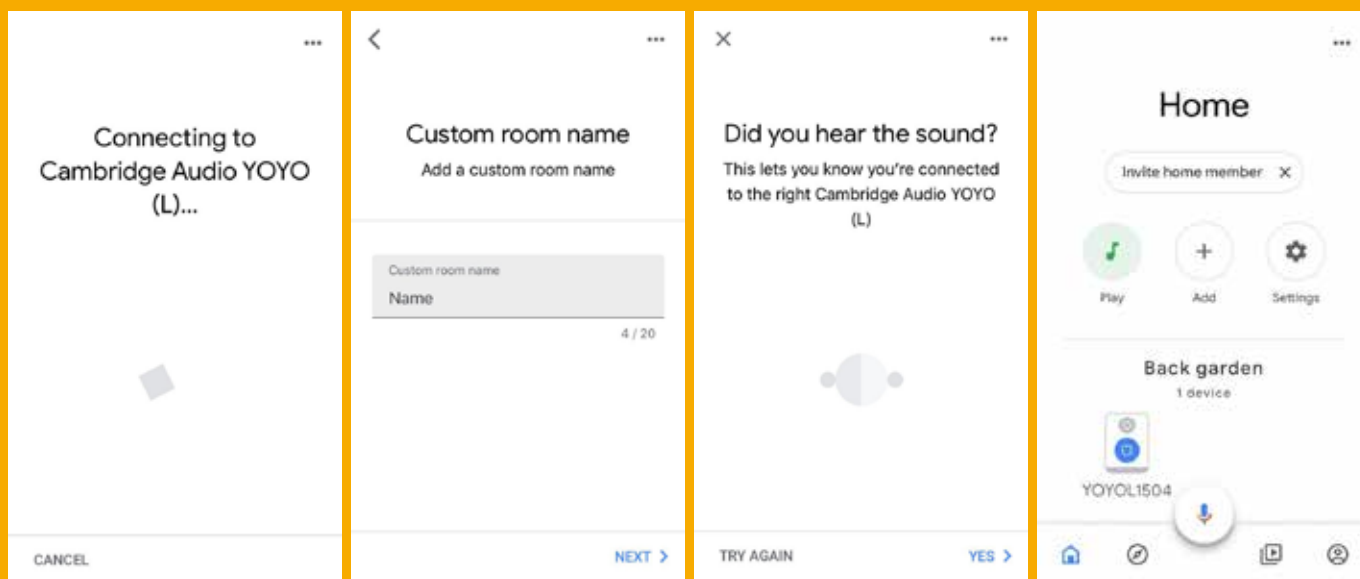 Connecting to
Cambridge Audio YOYO
(L)...
CANCEL
Custom room name
Add a custom room name
Custom room name
Name
4 / 20
NEXT
Did you hear the sound?
This lets you know you're connected
to the right Cambridge Audio YOYO
(L)
TRY AGAIN
YES
Home
Invite home member
Play
Add
Settings
Back garden
1 device
YOYOL1504